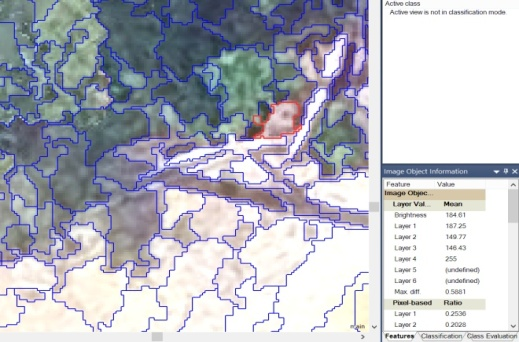 Active class
Active view is not in classification mode
main
Image Object Information
Feature Value
Image Objec...
Layer Val... Mean
Brightness 184.61
Layer 1 187.25
Layer 2 149.77
Layer 3 146.43
Layer 4 255
Layer 5 (undefined)
Layer 6 (undefined)
Max. diff. 0.5881
Pixel-based Ratio
Layer 1 0.2536
Layer 2 0.2028
Features Classification Class Evaluation